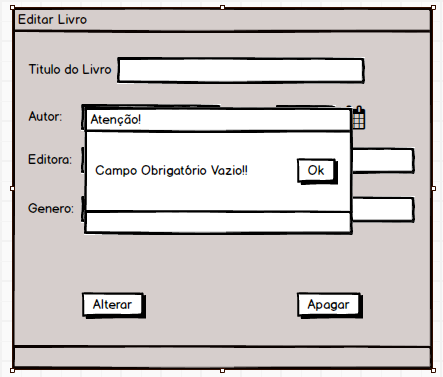 Editar Livro
Titulo do Livro
Autor:
Atenção!
Editora:
Campo Obrigatório Vazio!!
Ok
Genero:
Alterar
Apagar